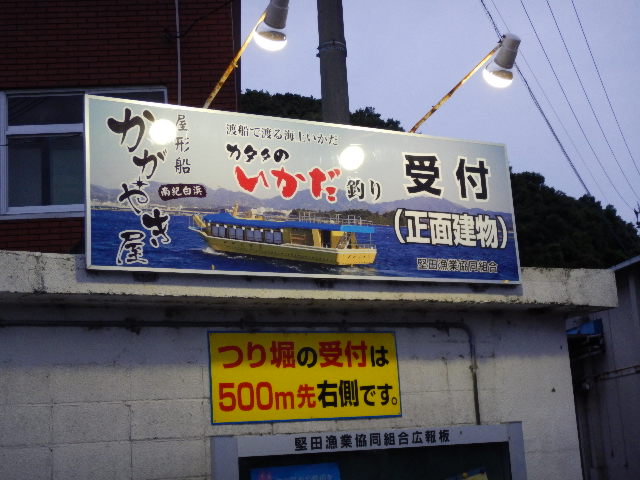 屋形船
かがやき屋
南紀白浜
渡船で渡る海上いかだ
カタタの
いかだ釣り
受付
(正面建物)
堅田漁業協同組合
つり堀の受付は
500m先右側です。
堅田漁業協同組合広報板